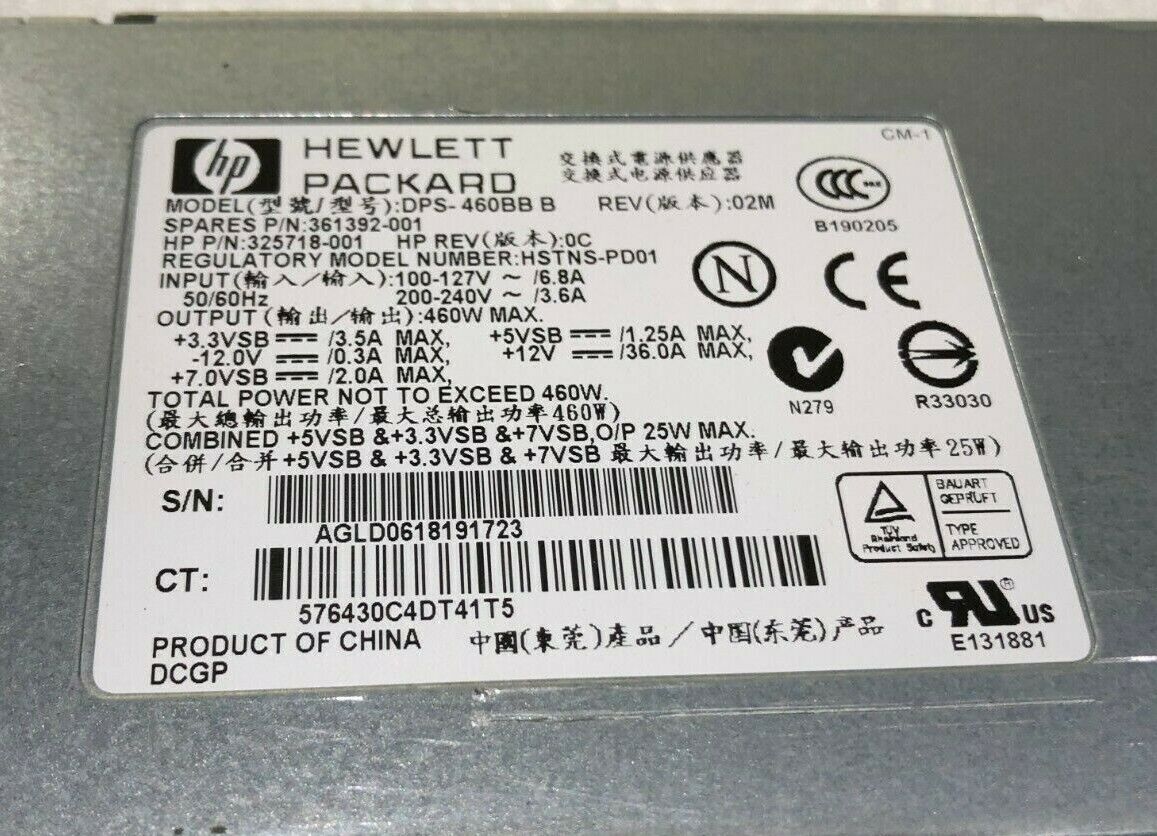 CM-1
hp HEWLETT
PACKARD
交換式電源供應器
交换式电源供应器
MODEL(型號/型号):DPS-460BB B REV(版本):02M
SPARES P/N:361392-001
HP P/N:325718-001 HP REV(版本):0C
REGULATORY MODEL NUMBER:HSTNS-PD01
INPUT(輸入/输入):100-127V ~ /6.8A
50/60Hz 200-240V ~ /3.6A
OUTPUT (輸出/输出):460W MAX.
+3.3VSB /3.5A MAX, +5VSB /1.25A MAX,
-12.0V /0.3A MAX, +12V /36.0A MAX,
+7.0VSB /2.0A MAX,
TOTAL POWER NOT TO EXCEED 460W.
(最大總輸出功率/最大总输出功率460W)
COMBINED +5VSB &+3.3VSB &+7VSB,O/P 25W MAX.
(合併/合并+5VSB & +3.3VSB & +7VSB 最大輸出功率/最大输出功率25W)
CCC
B190205
N
CE
N279
R33030
S/N:
AGLD0618191723
CT:
576430C4DT41T5
TÜV
Rheinland
Product Safety
BAUART
GEPRÜFT
TYPE
APPROVED
c RU ® US
E131881
PRODUCT OF CHINA 中國(東莞)產品/中国(东莞)产品
DCGP